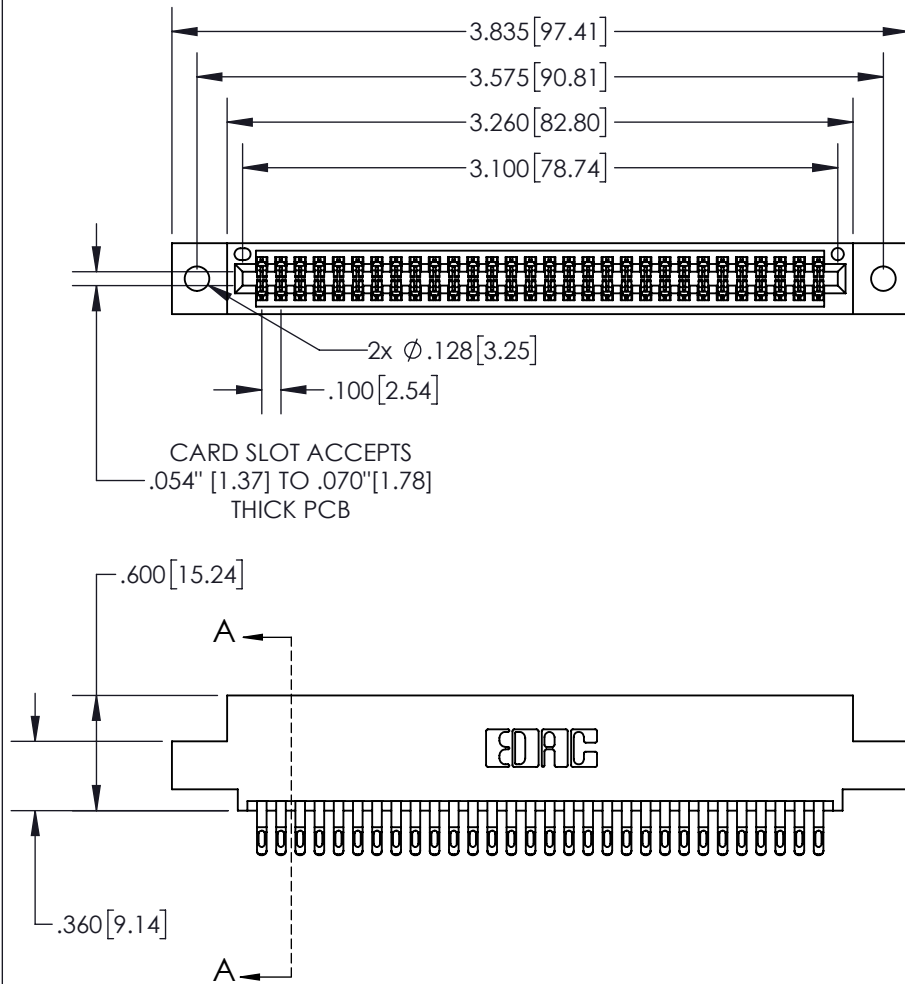 3.835[97.41]
3.575[90.81]
3.260[82.80]
3.100[78.74]
2x ∅.128[3.25]
.100[2.54]
CARD SLOT ACCEPTS
.054" [1.37] TO .070"[1.78]
THICK PCB
.600[15.24]
A
EDAC
.360[9.14]
A